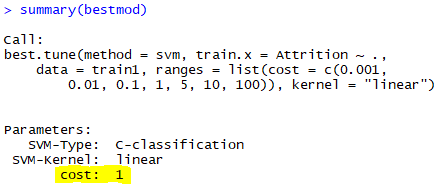 > summary(bestmod)
Call:
best.tune(method = svm, train.x = Attrition ~ .,
data = train1, ranges = list(cost = c(0.001,
0.01, 0.1, 1, 5, 10, 100)), kernel = "linear")
Parameters:
SVM-Type: C-classification
SVM-Kernel: linear
cost: 1